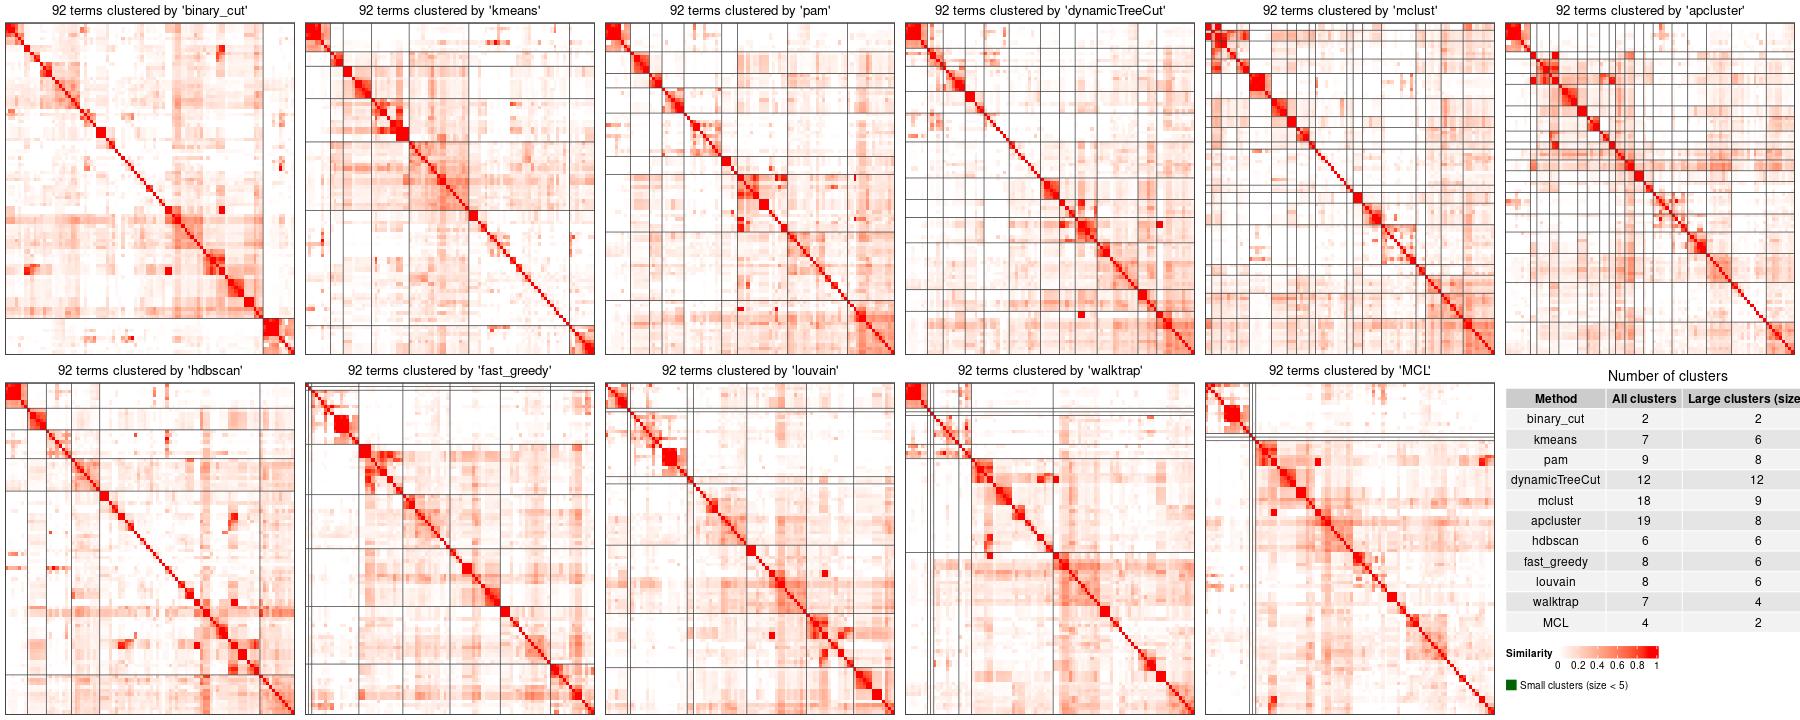 92 terms clustered by 'binary_cut'
92 terms clustered by 'kmeans'
92 terms clustered by 'pam'
92 terms clustered by 'dynamicTreeCut'
92 terms clustered by 'mclust'
92 terms clustered by 'apcluster'
92 terms clustered by 'hdbscan'
92 terms clustered by 'fast_greedy'
92 terms clustered by 'louvain'
92 terms clustered by 'walktrap'
92 terms clustered by 'MCL'
Number of clusters
Method All clusters Large clusters (size
binary_cut 2 2
kmeans 7 6
pam 9 8
dynamicTreeCut 12 12
mclust 18 9
apcluster 19 8
hdbscan 6 6
fast_greedy 8 6
louvain 8 6
walktrap 7 4
MCL 4 2
Similarity
0 0.2 0.4 0.6 0.8 1
Small clusters (size < 5)